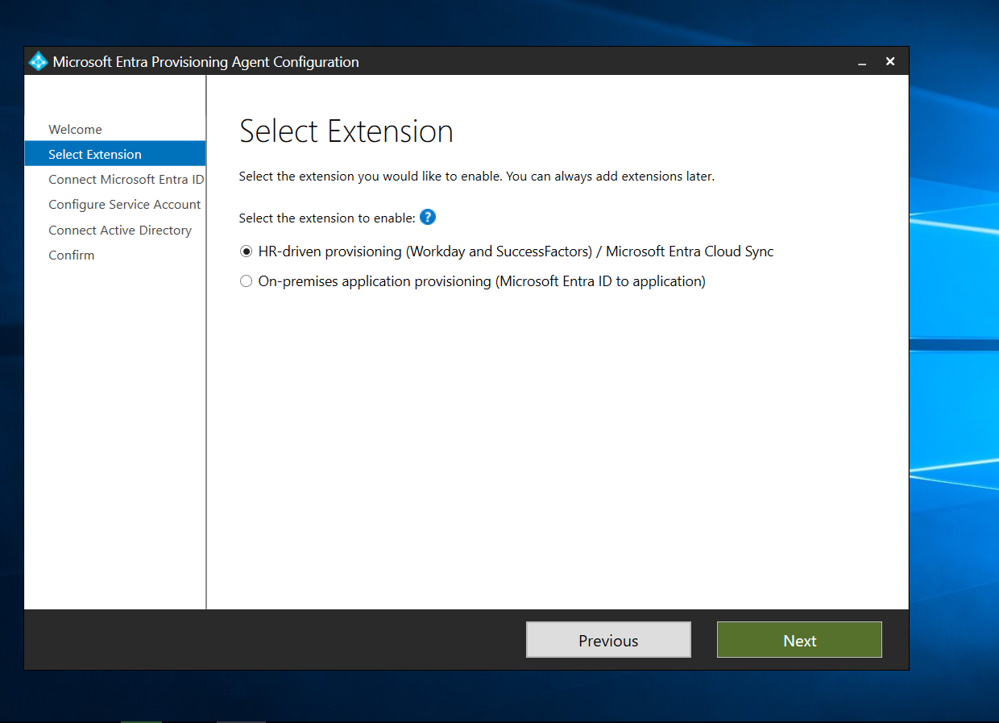 Microsoft Entra Provisioning Agent Configuration
Welcome
Select Extension
Connect Microsoft Entra ID
Configure Service Account
Connect Active Directory
Confirm
Select Extension
Select the extension you would like to enable. You can always add extensions later.
Select the extension to enable: ?
HR-driven provisioning (Workday and SuccessFactors) / Microsoft Entra Cloud Sync
On-premises application provisioning (Microsoft Entra ID to application)
Previous
Next